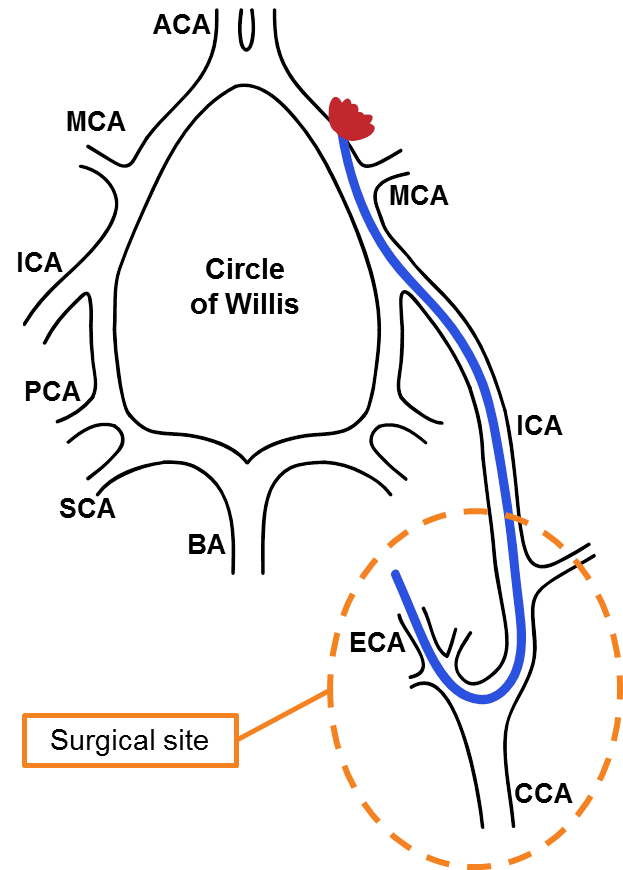 ACA
MCA
MCA
ICA
Circle
of Willis
PCA
ICA
SCA
BA
ECA
Surgical site
CCA